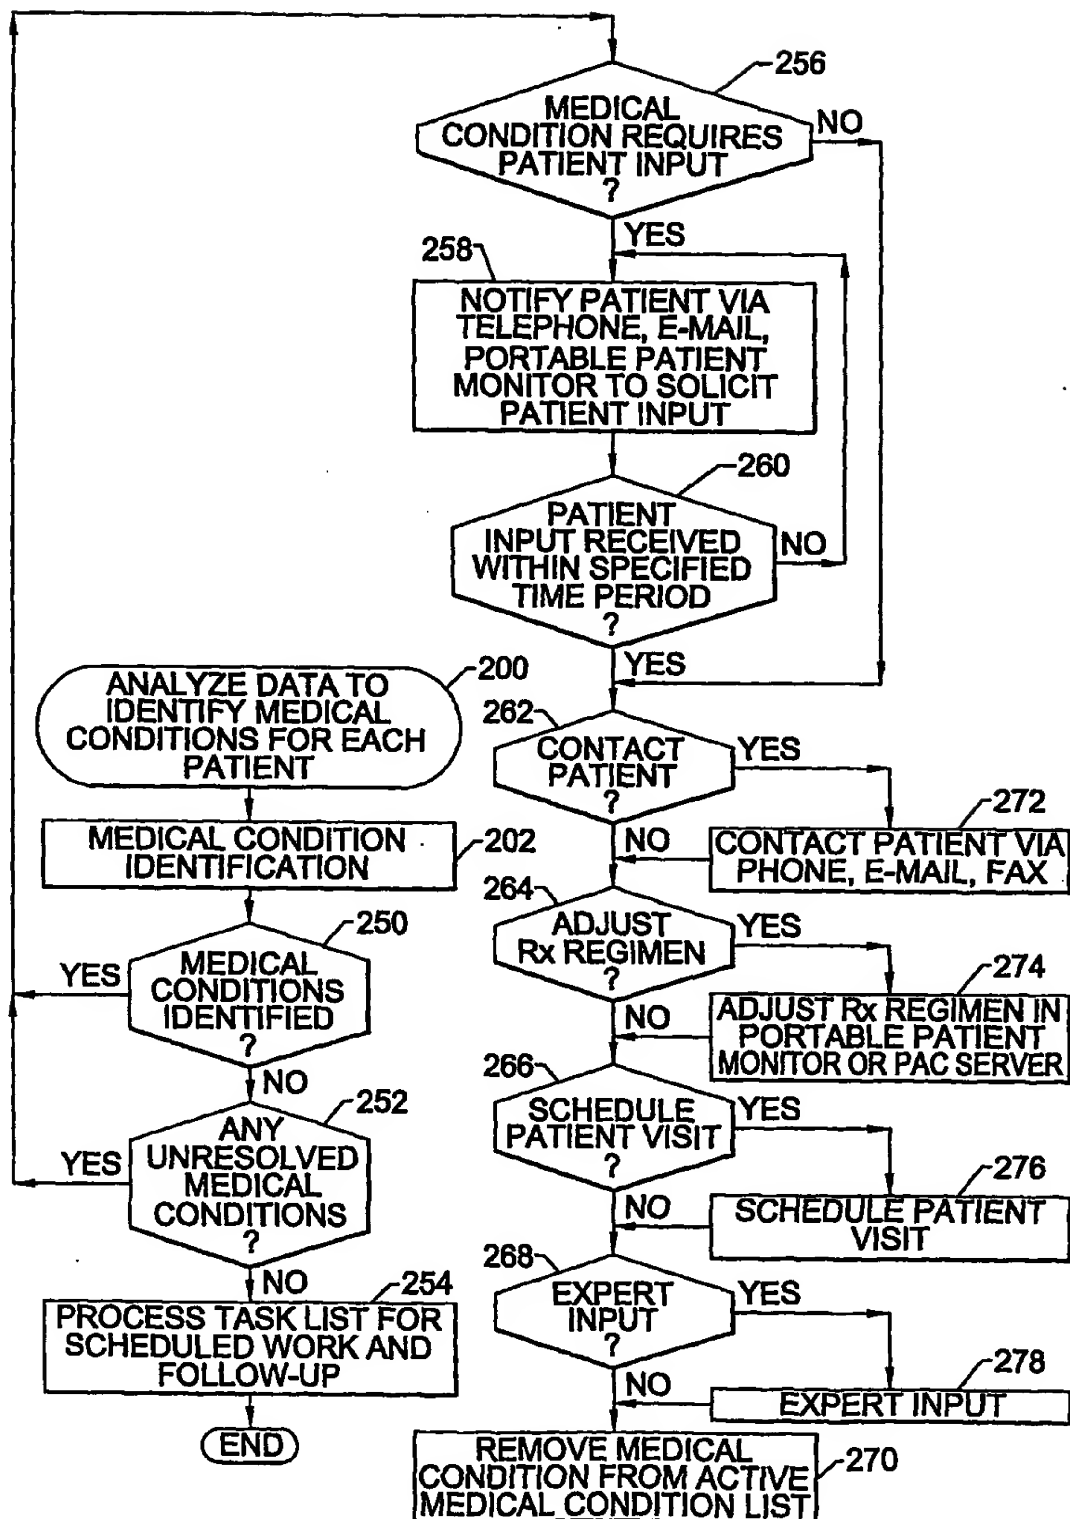 256
MEDICAL
CONDITION REQUIRES
PATIENT INPUT
?
NO
YES
258
NOTIFY PATIENT VIA
TELEPHONE, E-MAIL,
PORTABLE PATIENT
MONITOR TO SOLICIT
PATIENT INPUT
260
PATIENT
INPUT RECEIVED
WITHIN SPECIFIED
TIME PERIOD
?
NO
YES
200
ANALYZE DATA TO
IDENTIFY MEDICAL
CONDITIONS FOR EACH
PATIENT
MEDICAL CONDITION
IDENTIFICATION
202
250
MEDICAL
CONDITIONS
IDENTIFIED
?
YES
NO
252
ANY
UNRESOLVED
MEDICAL
CONDITIONS
?
YES
NO
254
PROCESS TASK LIST FOR
SCHEDULED WORK AND
FOLLOW-UP
END
262
CONTACT
PATIENT
?
YES
NO
272
CONTACT PATIENT VIA
PHONE, E-MAIL, FAX
264
ADJUST
Rx REGIMEN
?
YES
NO
274
ADJUST Rx REGIMEN IN
PORTABLE PATIENT
MONITOR OR PAC SERVER
266
SCHEDULE
PATIENT VISIT
?
YES
NO
276
SCHEDULE PATIENT
VISIT
268
EXPERT
INPUT
?
YES
NO
278
EXPERT INPUT
REMOVE MEDICAL
CONDITION FROM ACTIVE
MEDICAL CONDITION LIST
270